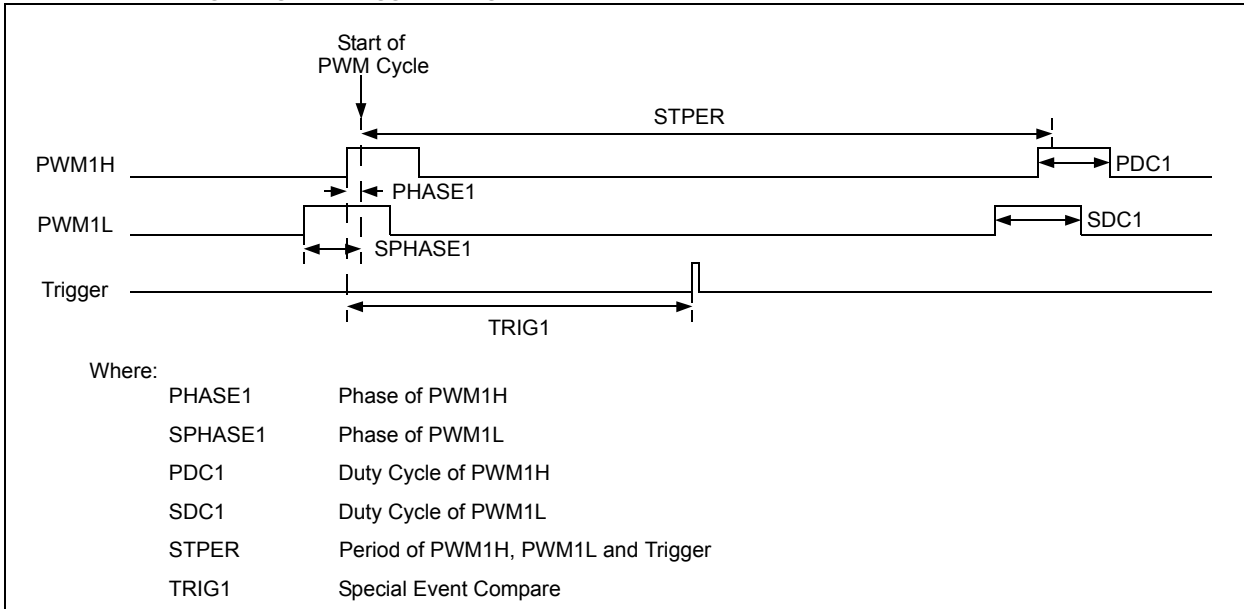 Start of
PWM Cycle
STPER
PWM1H
PDC1
PHASE1
PWM1L
SDC1
SPHASE1
Trigger
TRIG1
Where:
PHASE1 Phase of PWM1H
SPHASE1 Phase of PWM1L
PDC1 Duty Cycle of PWM1H
SDC1 Duty Cycle of PWM1L
STPER Period of PWM1H, PWM1L and Trigger
TRIG1 Special Event Compare